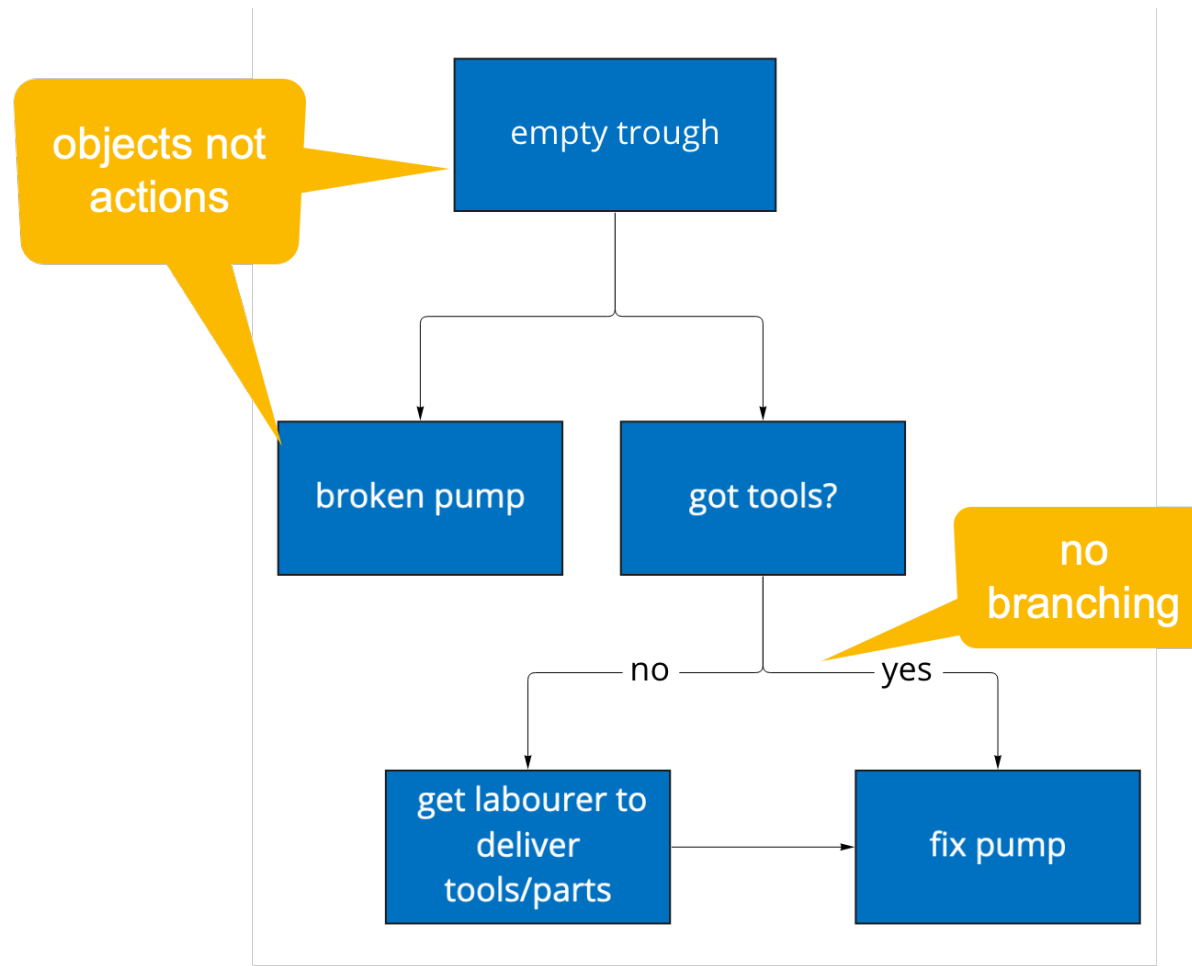 empty trough
objects not
actions
broken pump
got tools?
no
branching
no
yes
get labourer to
deliver
tools/parts
fix pump